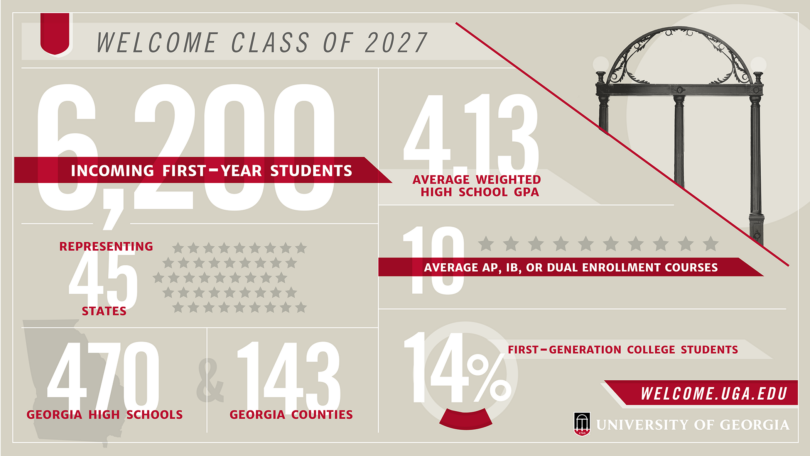 WELCOME CLASS OF 2027
6,200
INCOMING FIRST-YEAR STUDENTS
4.13
AVERAGE WEIGHTED
HIGH SCHOOL GPA
REPRESENTING
45
STATES
10
AVERAGE AP, IB, OR DUAL ENROLLMENT COURSES
470
GEORGIA HIGH SCHOOLS
&
143
GEORGIA COUNTIES
14%
FIRST-GENERATION COLLEGE STUDENTS
WELCOME.UGA.EDU
UNIVERSITY OF GEORGIA